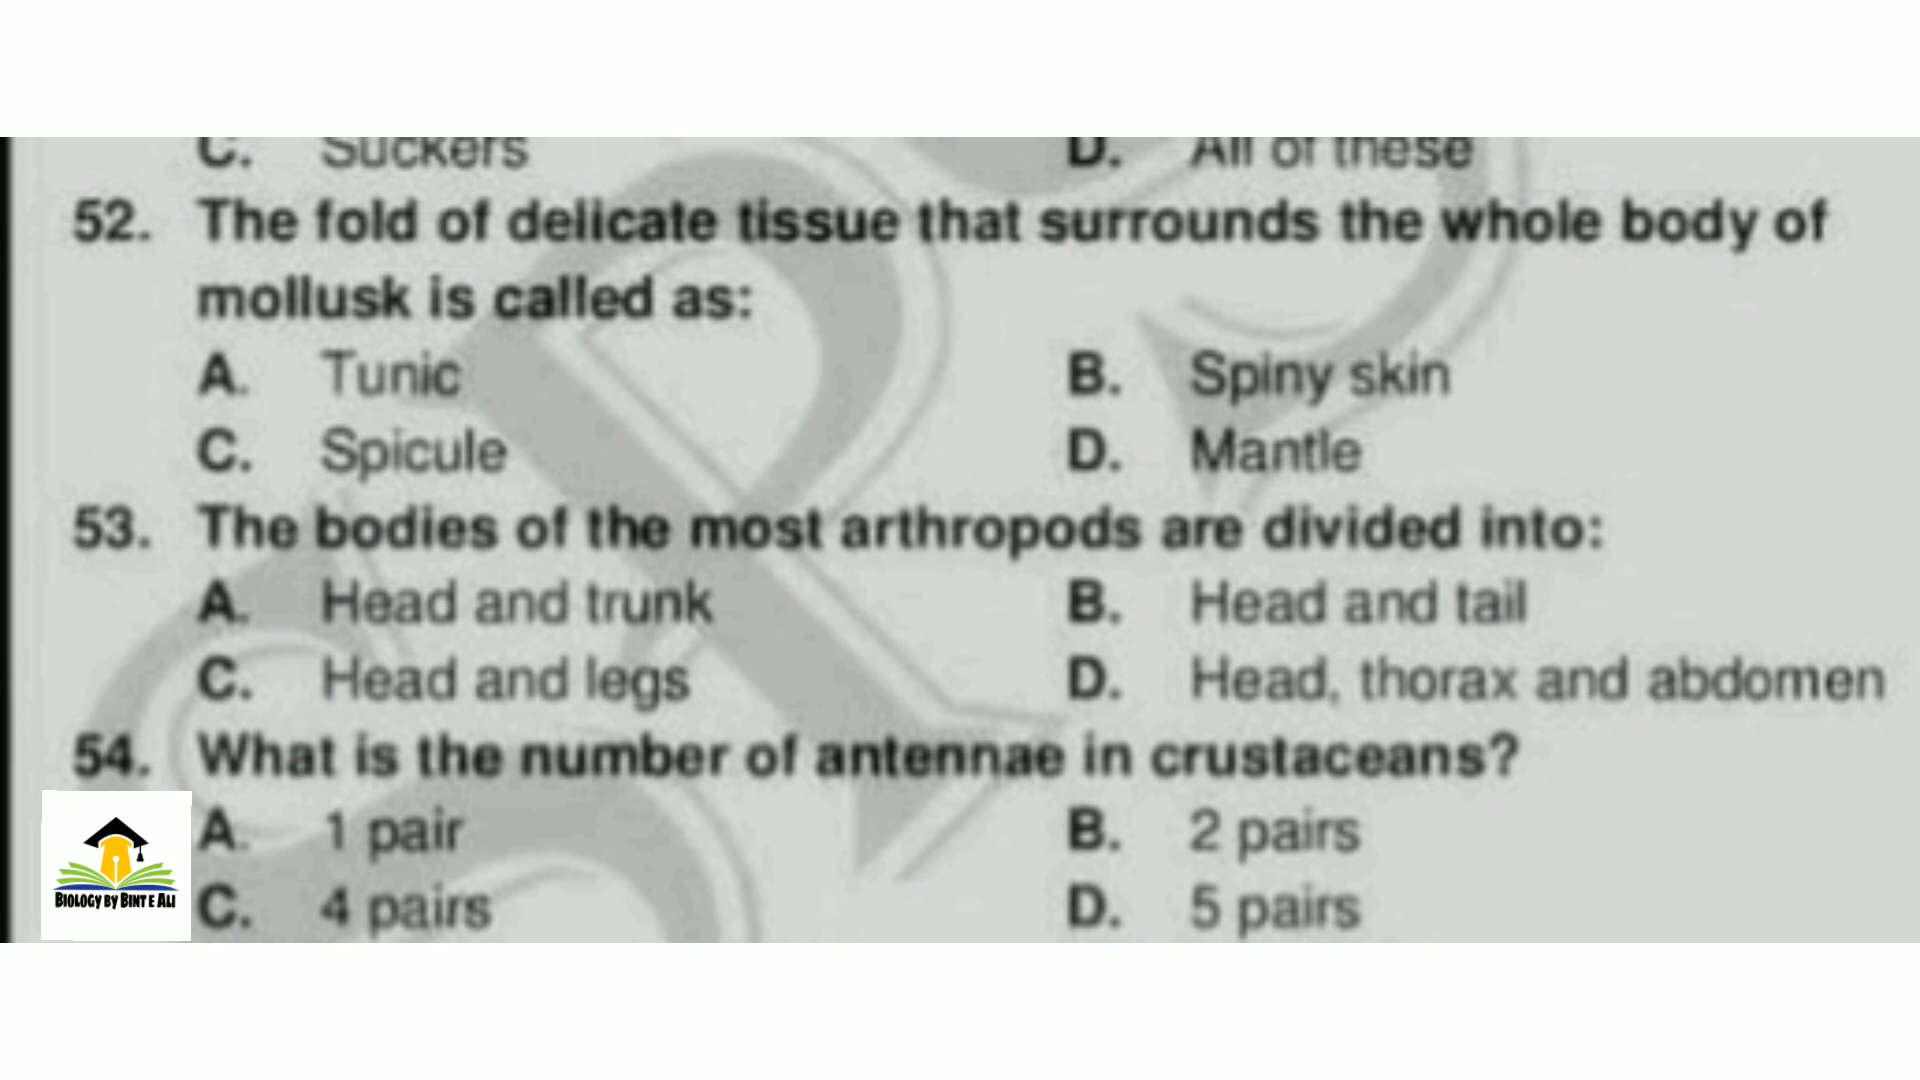 C. Suckers D. All of these
52. The fold of delicate tissue that surrounds the whole body of
mollusk is called as:
A. Tunic B. Spiny skin
C. Spicule D. Mantle
53. The bodies of the most arthropods are divided into:
A. Head and trunk B. Head and tail
C. Head and legs D. Head, thorax and abdomen
54. What is the number of antennae in crustaceans?
A. 1 pair B. 2 pairs
C. 4 pairs D. 5 pairs
BIOLOGY BY BINT E ALI